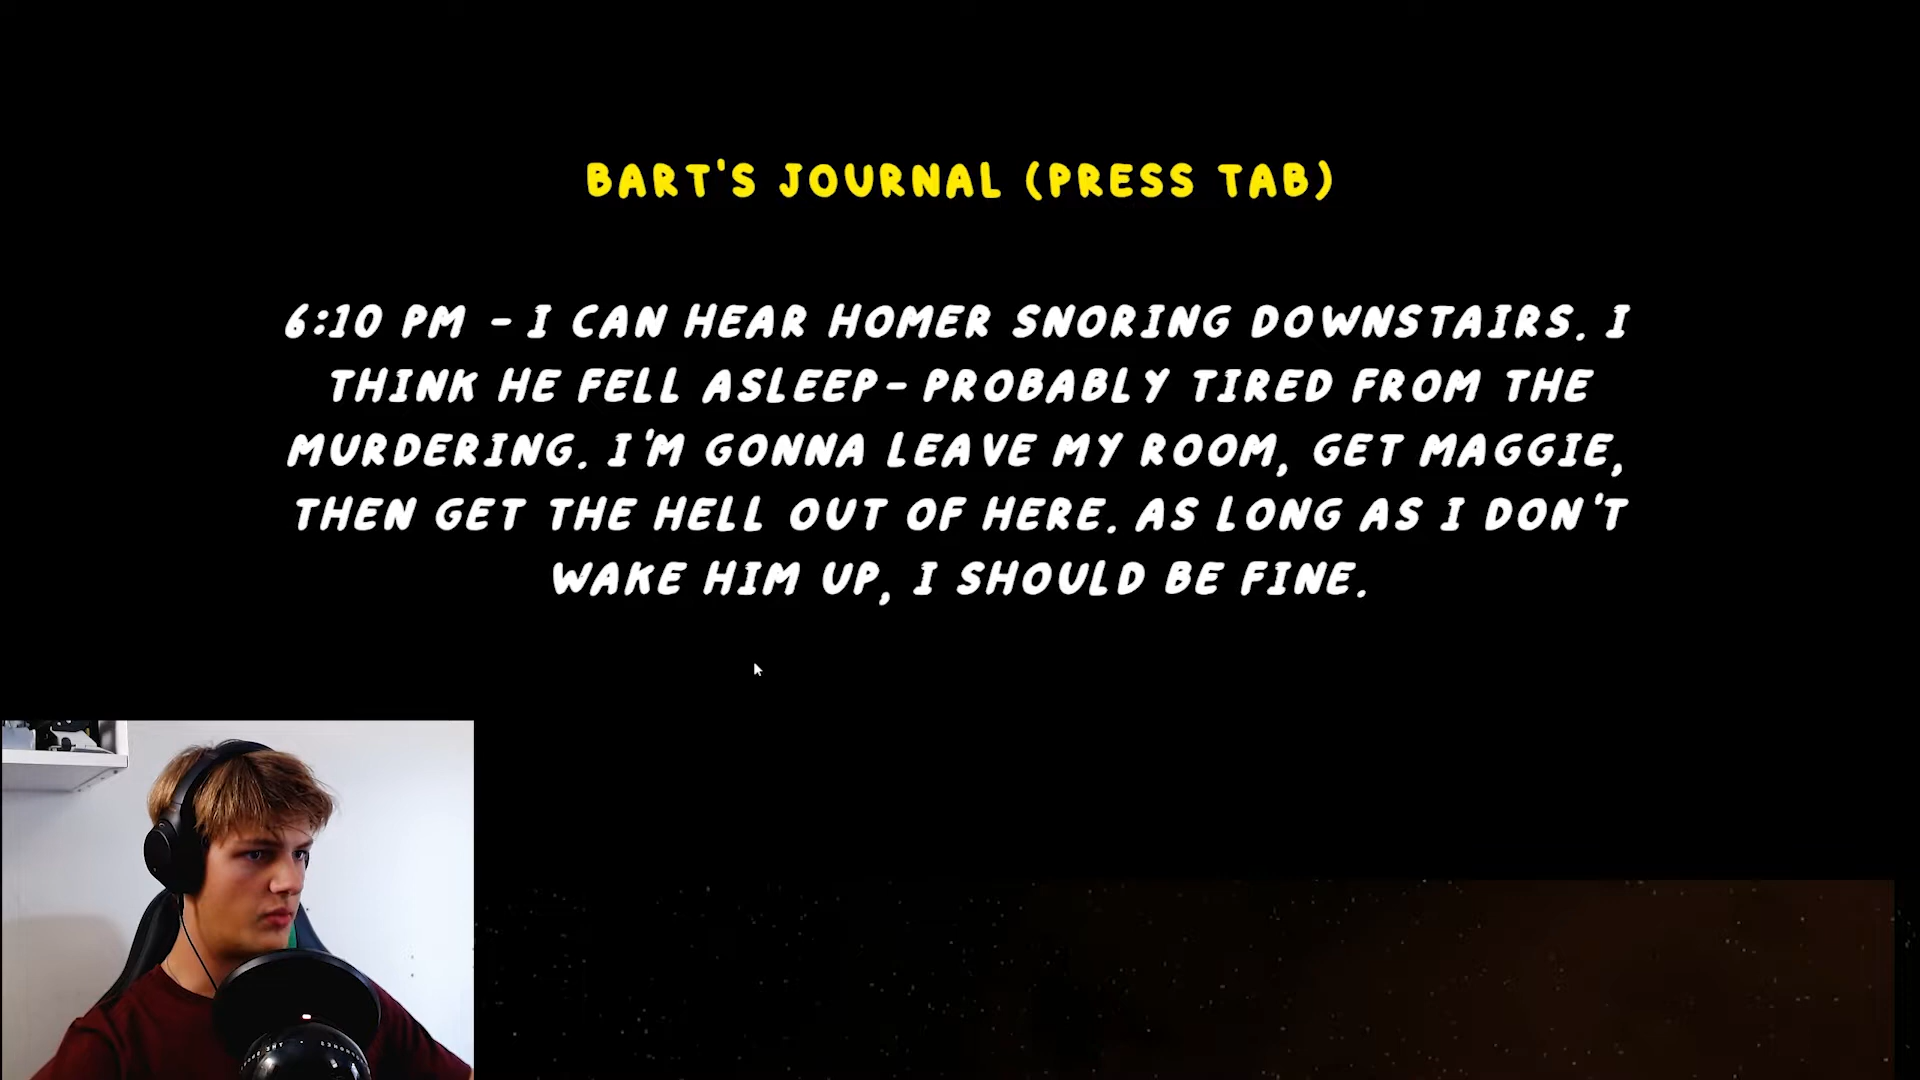 BART'S JOURNAL (PRESS TAB)
6:10 PM - I CAN HEAR HOMER SNORING DOWNSTAIRS. I
THINK HE FELL ASLEEP- PROBABLY TIRED FROM THE
MURDERING. I'M GONNA LEAVE MY ROOM, GET MAGGIE,
THEN GET THE HELL OUT OF HERE. AS LONG AS I DON'T
WAKE HIM UP, I SHOULD BE FINE.